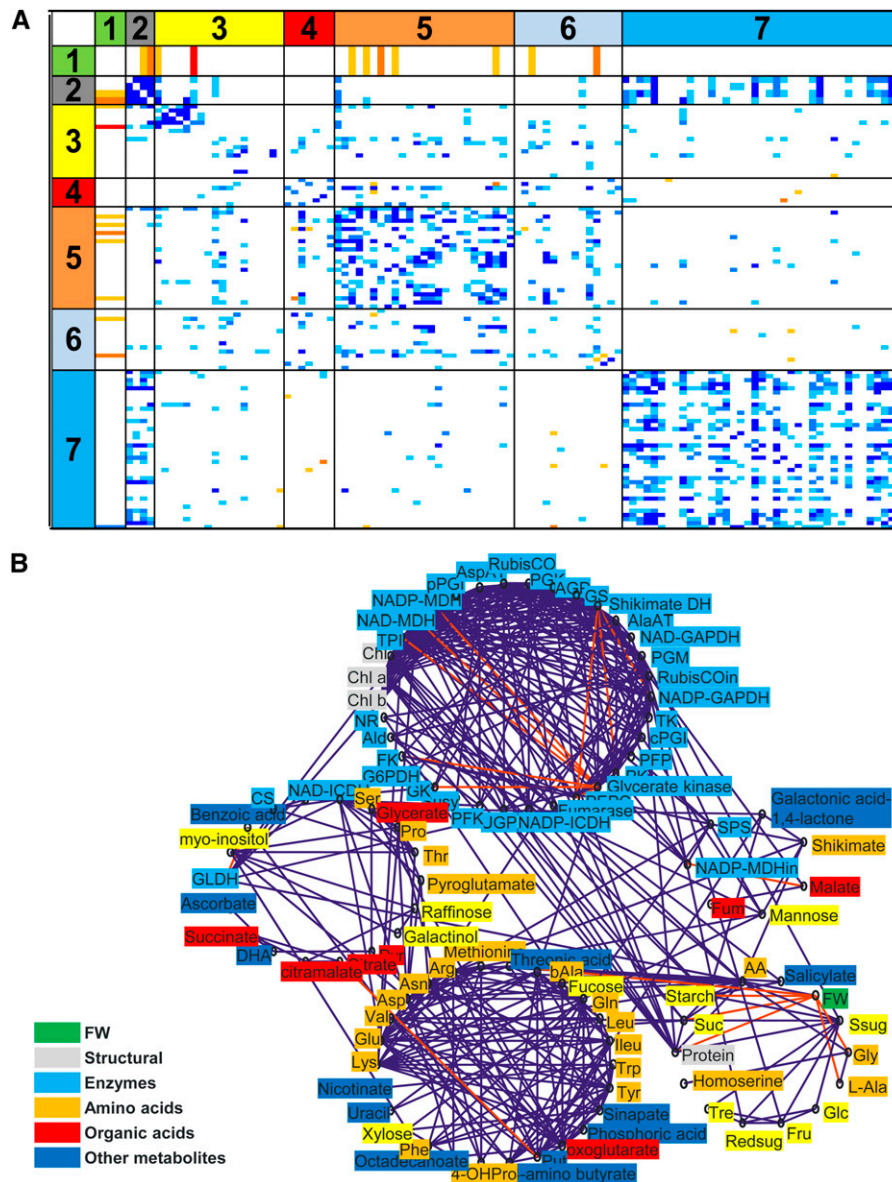 A
1 2 3 4 5 6 7
1
2
3
4
5
6
7
B
RubisCO
AspAT
PGK
pPGI
AGP
GS
NADP-MDH
Shikimate DH
NAD-MDH
AlaAT
TPI
NAD-GAPDH
Chl
PGM
Chl a
RubisCOin
Chl b
NADP-GAPDH
NR
TK
Ald
cPGI
FK
PFP
G6PDH
GK
Glycerate kinase
PEPC
Fumarase
PFK
UGP
NADP-ICDH
NAD-ICDH
CS
Ser
Benzoic acid
Glycerate
myo-inositol
Pro
GLDH
Thr
Pyroglutamate
Ascorbate
Raffinose
Galactinol
Succinate
DHA
citramalate
SPS
Galactonic acid-
1,4-lactone
NADP-MDHin
Shikimate
Malate
Fum
Mannose
Methionine
Threonic acid
Arg
bAla
AA
Asn
Fucose
Salicylate
Asp
Gln
Starch
FW
Val
Leu
Suc
Ssug
Glu
Ileu
Protein
Gly
Lys
Trp
Homoserine
L-Ala
Tyr
Nicotinate
Sinapate
Tre
Glc
Uracil
Phosphoric acid
Fru
Xylose
Redsug
Phe
oxoglutarate
Octadecanoate
Put
4-OHPro
-amino butyrate
FW
Structural
Enzymes
Amino acids
Organic acids
Other metabolites